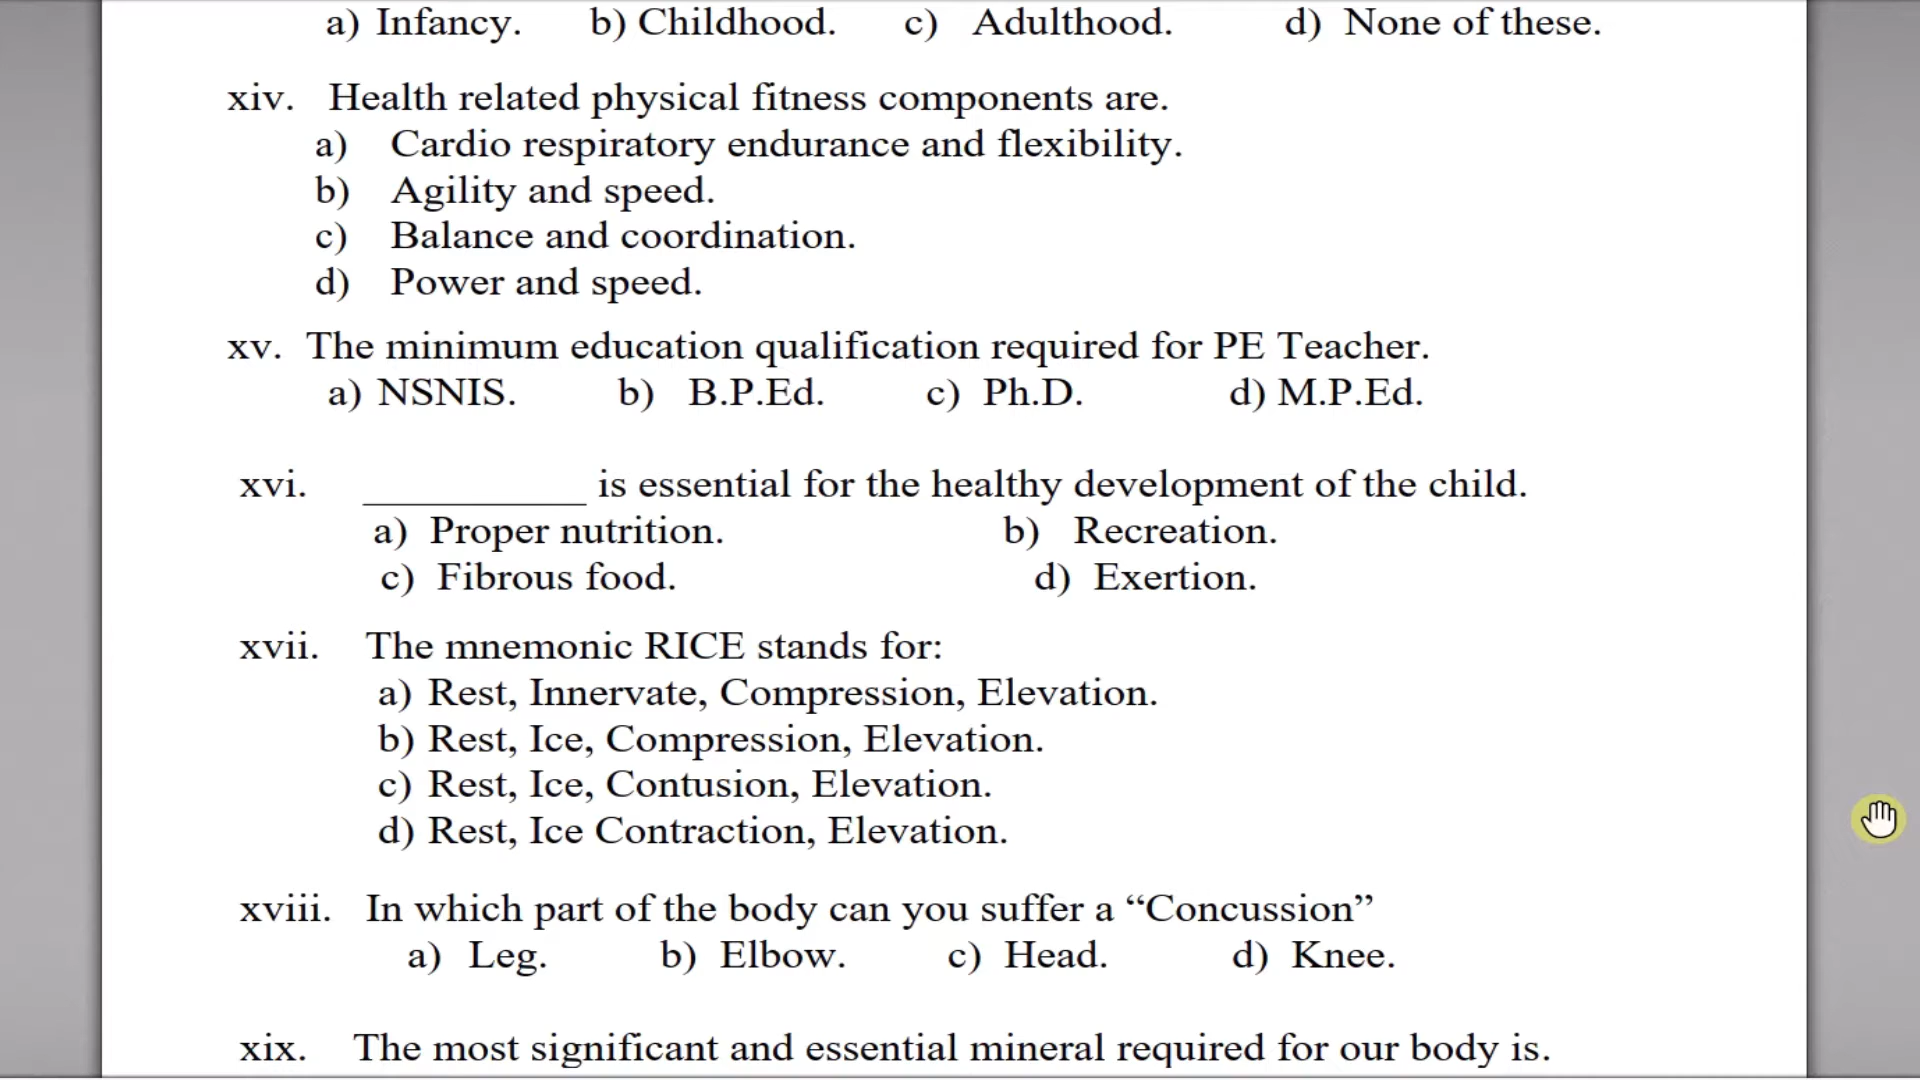 a) Infancy. b) Childhood. c) Adulthood. d) None of these.
xiv. Health related physical fitness components are.
a) Cardio respiratory endurance and flexibility.
b) Agility and speed.
c) Balance and coordination.
d) Power and speed.
xv. The minimum education qualification required for PE Teacher.
a) NSNIS. b) B.P.Ed. c) Ph.D. d) M.P.Ed.
xvi. ___________ is essential for the healthy development of the child.
a) Proper nutrition. b) Recreation.
c) Fibrous food. d) Exertion.
xvii. The mnemonic RICE stands for:
a) Rest, Innervate, Compression, Elevation.
b) Rest, Ice, Compression, Elevation.
c) Rest, Ice, Contusion, Elevation.
d) Rest, Ice Contraction, Elevation.
xviii. In which part of the body can you suffer a “Concussion”
a) Leg. b) Elbow. c) Head. d) Knee.
xix. The most significant and essential mineral required for our body is.